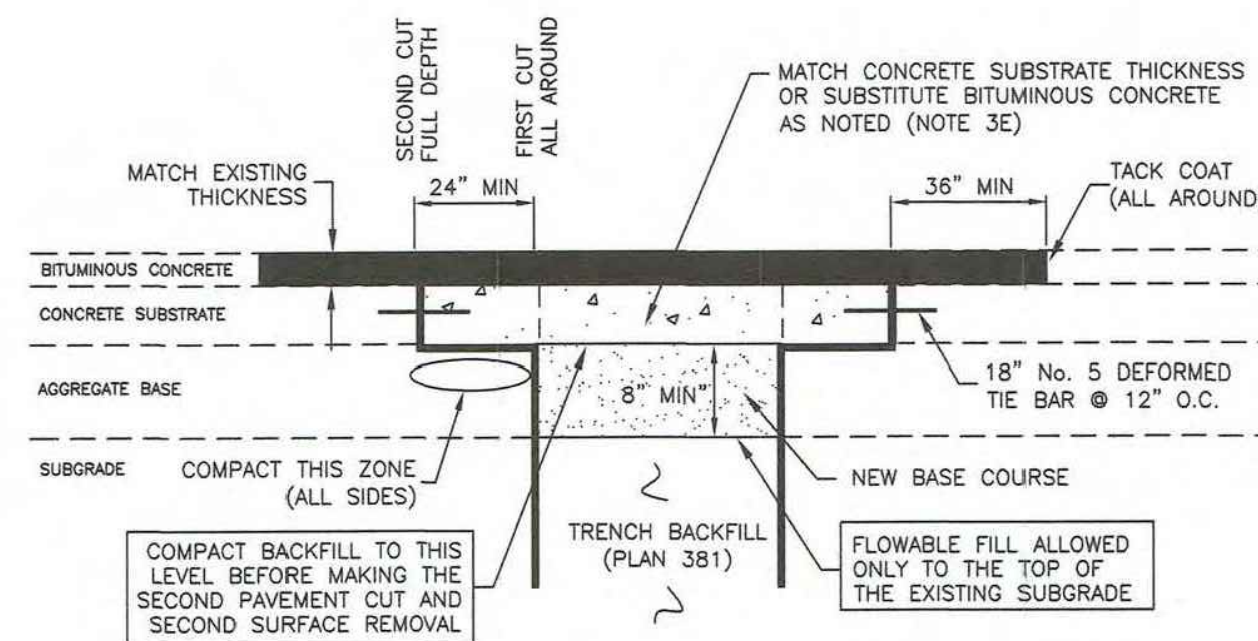 SECOND CUT
FULL DEPTH
FIRST CUT
ALL AROUND
MATCH CONCRETE SUBSTRATE THICKNESS
OR SUBSTITUTE BITUMINOUS CONCRETE
AS NOTED (NOTE 3E)
MATCH EXISTING
THICKNESS
24" MIN
36" MIN
TACK COAT
(ALL AROUND
BITUMINOUS CONCRETE
CONCRETE SUBSTRATE
AGGREGATE BASE
8" MIN"
18" No. 5 DEFORMED
TIE BAR @ 12" O.C.
SUBGRADE
COMPACT THIS ZONE
(ALL SIDES)
NEW BASE COURSE
TRENCH BACKFILL
(PLAN 381)
COMPACT BACKFILL TO THIS
LEVEL BEFORE MAKING THE
SECOND PAVEMENT CUT AND
SECOND SURFACE REMOVAL
FLOWABLE FILL ALLOWED
ONLY TO THE TOP OF
THE EXISTING SUBGRADE